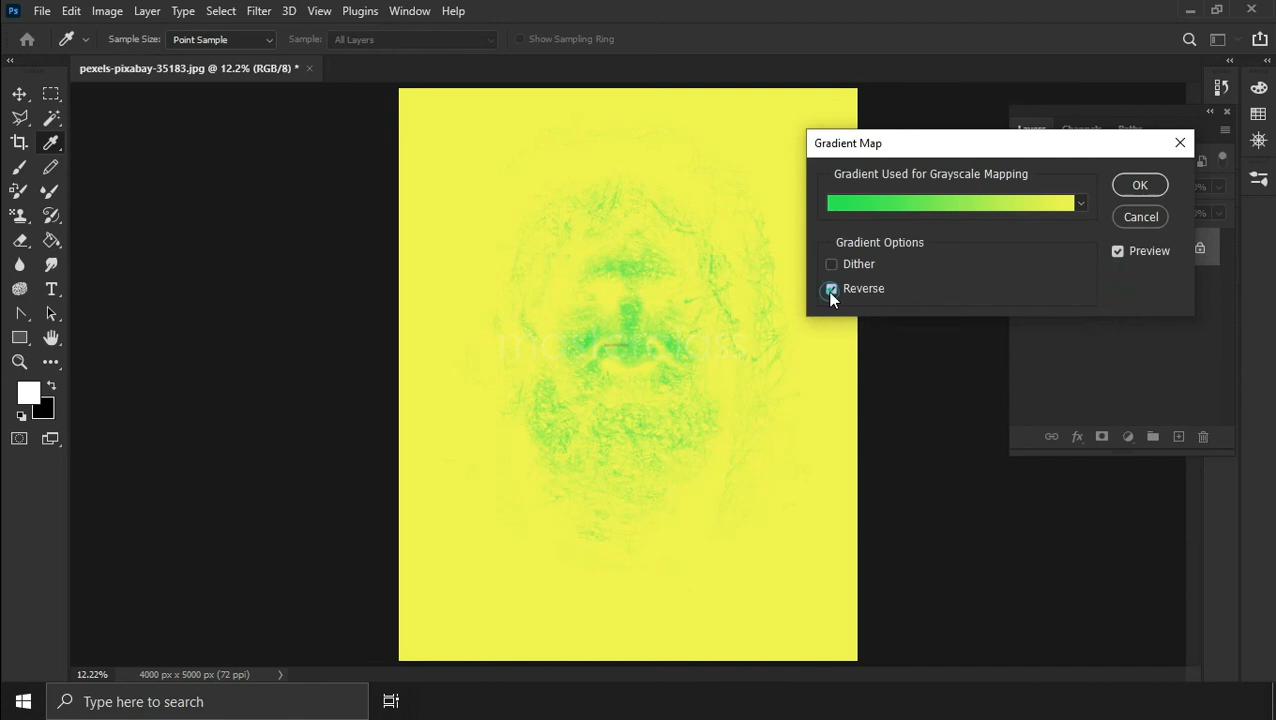 Ps File Edit Image Layer Type Select Filter 3D View Plugins Window Help
Sample Size: Point Sample Sample: All Layers Show Sampling Ring
pexels-pixabay-35183.jpg @ 12.2% (RGB/8) *
Gradient Map
Gradient Used for Grayscale Mapping
OK
Cancel
Gradient Options
Preview
Dither
Reverse
12.22% 4000 px x 5000 px (72 ppi)
Type here to search